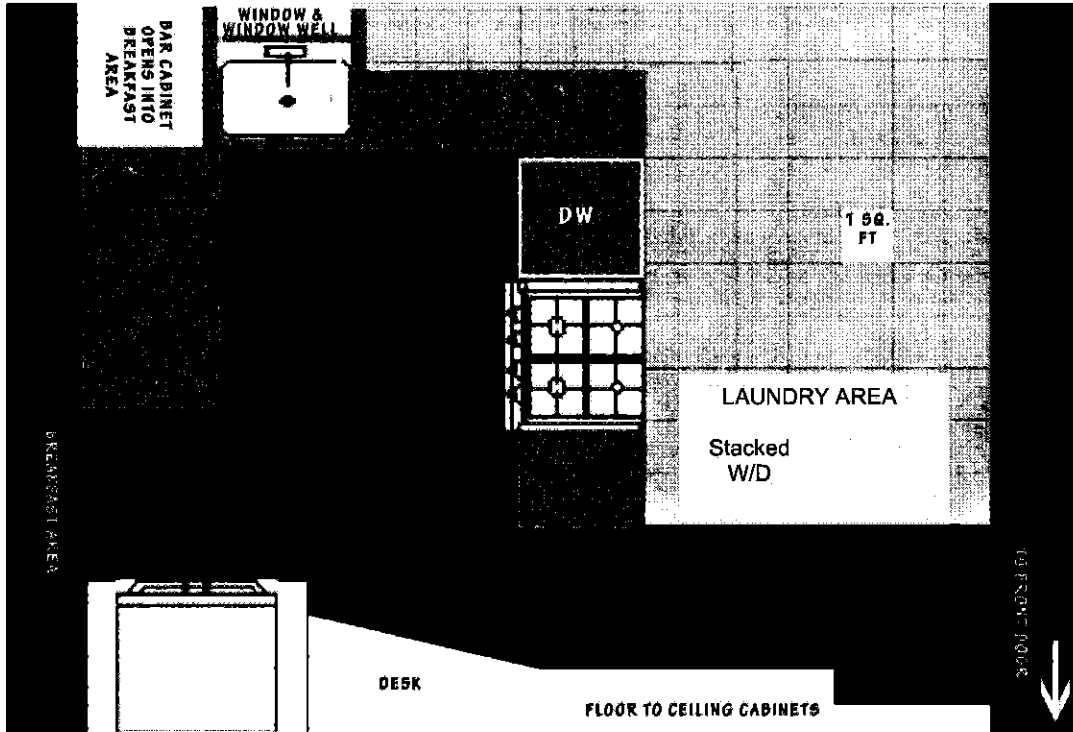 WINDOW &
WINDOW WELL
BAR CABINET
OPENS INTO
BREAKFAST
AREA
DW
1 SQ.
FT
LAUNDRY AREA
Stacked
W/D
BREAKFAST AREA
TO FRONT DOOR
DESK
FLOOR TO CEILING CABINETS